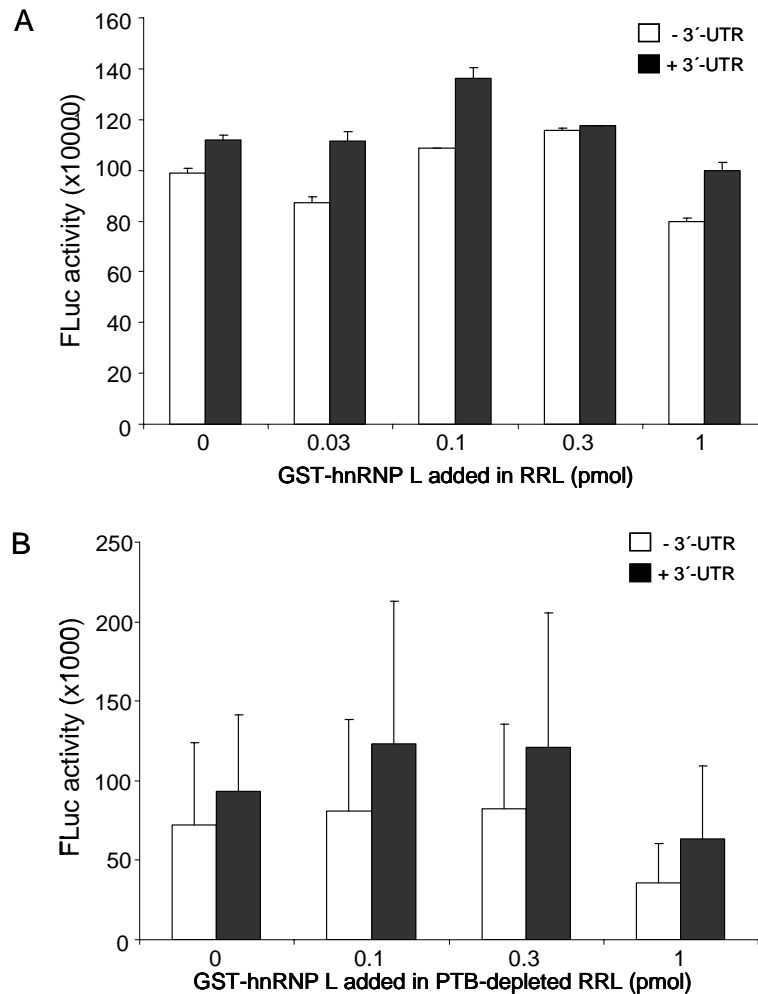 A
160
140
120
100
80
60
40
20
0
FLuc activity (x10000)
- 3´-UTR
+ 3´-UTR
0 0.03 0.1 0.3 1
GST-hnRNP L added in RRL (pmol)
B
250
200
150
100
50
0
FLuc activity (x1000)
- 3´-UTR
+ 3´-UTR
0 0.1 0.3 1
GST-hnRNP L added in PTB-depleted RRL (pmol)